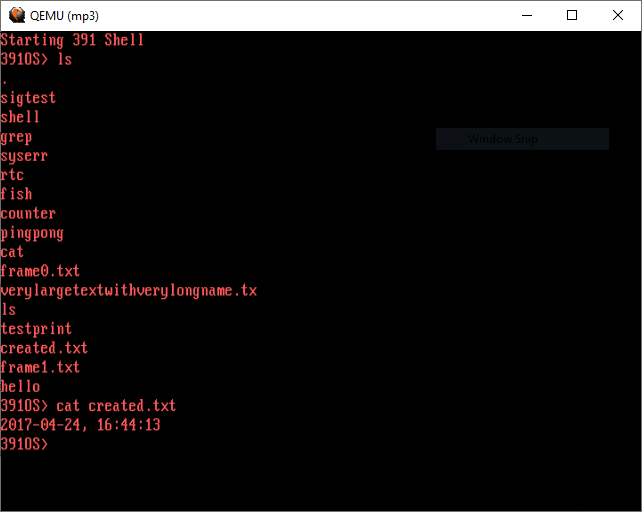 QEMU (mp3)
Starting 391 Shell
391OS> ls
.
sigtest
shell
grep
syserr
rtc
fish
counter
pingpong
cat
frame0.txt
verylargetextwithverylongname.tx
ls
testprint
created.txt
frame1.txt
hello
391OS> cat created.txt
2017-04-24, 16:44:13
391OS>
Window Snip